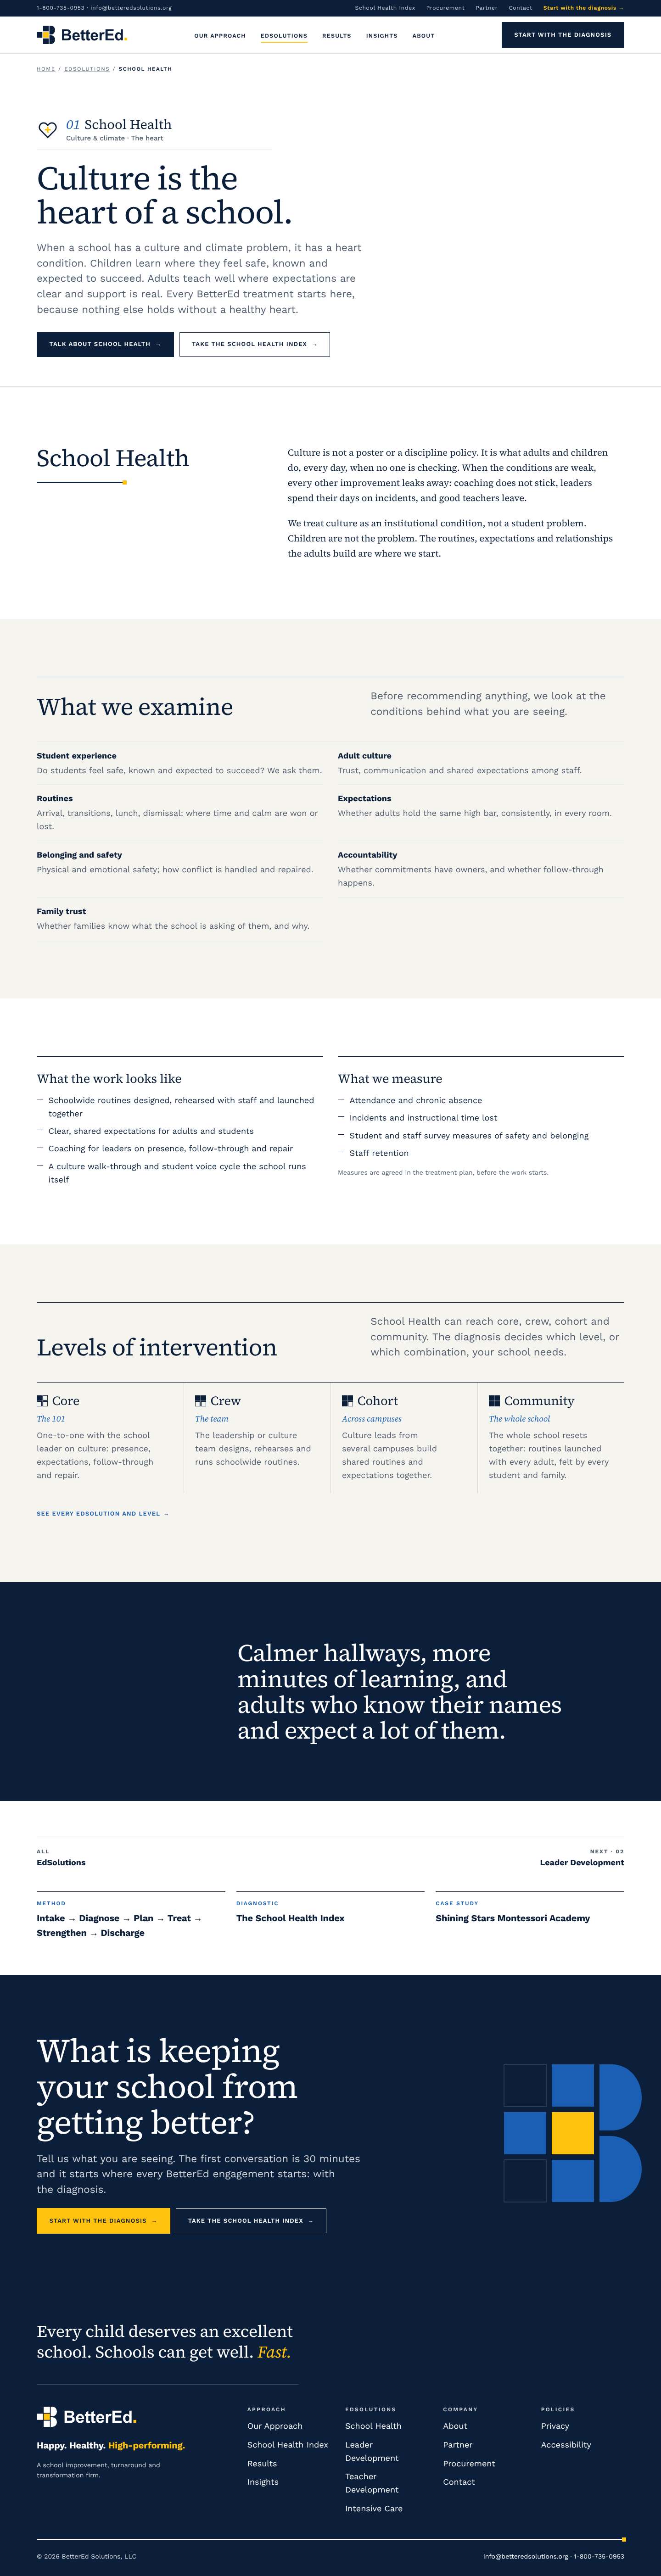 1-800-735-0953 · info@betteredsolutions.org
School Health Index Procurement Partner Contact Start with the diagnosis →
BetterEd.
OUR APPROACH EDSOLUTIONS RESULTS INSIGHTS ABOUT
START WITH THE DIAGNOSIS
HOME / EDSOLUTIONS / SCHOOL HEALTH
01 School Health
Culture & climate · The heart
Culture is the
heart of a school.
When a school has a culture and climate problem, it has a heart
condition. Children learn where they feel safe, known and
expected to succeed. Adults teach well where expectations are
clear and support is real. Every BetterEd treatment starts here,
because nothing else holds without a healthy heart.
TALK ABOUT SCHOOL HEALTH →
TAKE THE SCHOOL HEALTH INDEX →
School Health
Culture is not a poster or a discipline policy. It is what adults and children
do, every day, when no one is checking. When the conditions are weak,
every other improvement leaks away: coaching does not stick, leaders
spend their days on incidents, and good teachers leave.
We treat culture as an institutional condition, not a student problem.
Children are not the problem. The routines, expectations and relationships
the adults build are where we start.
What we examine
Before recommending anything, we look at the
conditions behind what you are seeing.
Student experience
Do students feel safe, known and expected to succeed? We ask them.
Adult culture
Trust, communication and shared expectations among staff.
Routines
Arrival, transitions, lunch, dismissal: where time and calm are won or
lost.
Expectations
Whether adults hold the same high bar, consistently, in every room.
Belonging and safety
Physical and emotional safety; how conflict is handled and repaired.
Accountability
Whether commitments have owners, and whether follow-through
happens.
Family trust
Whether families know what the school is asking of them, and why.
What the work looks like
— Schoolwide routines designed, rehearsed with staff and launched
together
— Clear, shared expectations for adults and students
— Coaching for leaders on presence, follow-through and repair
— A culture walk-through and student voice cycle the school runs
itself
What we measure
— Attendance and chronic absence
— Incidents and instructional time lost
— Student and staff survey measures of safety and belonging
— Staff retention
Measures are agreed in the treatment plan, before the work starts.
Levels of intervention
School Health can reach core, crew, cohort and
community. The diagnosis decides which level, or
which combination, your school needs.
Core
The 101
One-to-one with the school
leader on culture: presence,
expectations, follow-through
and repair.
Crew
The team
The leadership or culture
team designs, rehearses and
runs schoolwide routines.
Cohort
Across campuses
Culture leads from
several campuses build
shared routines and
expectations together.
Community
The whole school
The whole school resets
together: routines launched
with every adult, felt by every
student and family.
SEE EVERY EDSOLUTION AND LEVEL →
Calmer hallways, more
minutes of learning, and
adults who know their names
and expect a lot of them.
ALL
EdSolutions
NEXT · 02
Leader Development
METHOD
Intake → Diagnose → Plan → Treat →
Strengthen → Discharge
DIAGNOSTIC
The School Health Index
CASE STUDY
Shining Stars Montessori Academy
What is keeping
your school from
getting better?
Tell us what you are seeing. The first conversation is 30 minutes
and it starts where every BetterEd engagement starts: with
the diagnosis.
START WITH THE DIAGNOSIS →
TAKE THE SCHOOL HEALTH INDEX →
Every child deserves an excellent
school. Schools can get well. Fast.
BetterEd.
Happy. Healthy. High-performing.
A school improvement, turnaround and
transformation firm.
APPROACH
Our Approach
School Health Index
Results
Insights
EDSOLUTIONS
School Health
Leader
Development
Teacher
Development
Intensive Care
COMPANY
About
Partner
Procurement
Contact
POLICIES
Privacy
Accessibility
© 2026 BetterEd Solutions, LLC
info@betteredsolutions.org · 1-800-735-0953